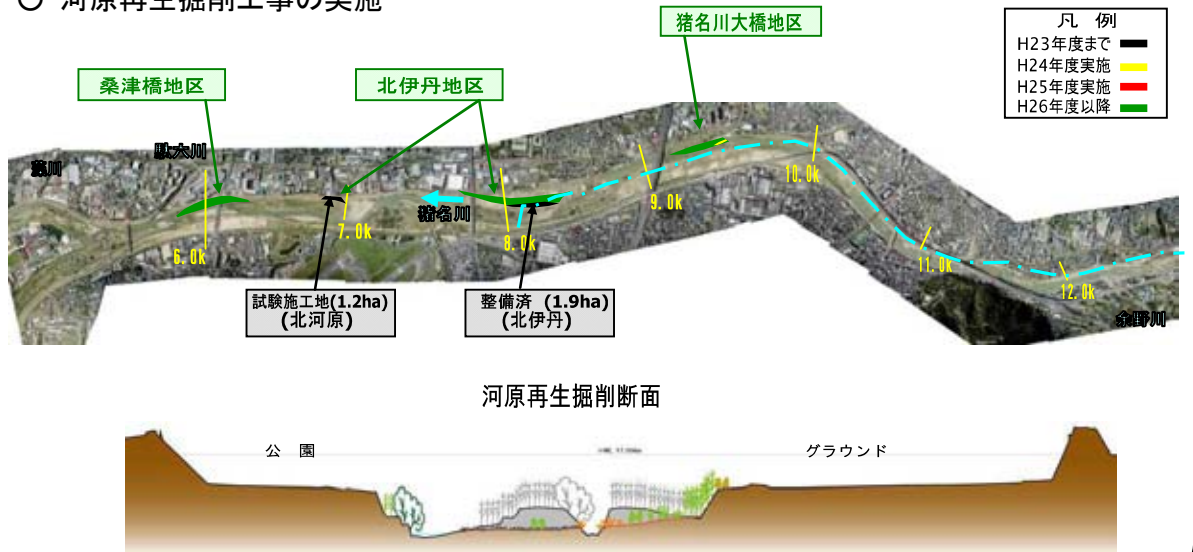 ○ 河原再生掘削工事の実施
猪名川大橋地区
凡 例
H23年度まで
H24年度実施
H25年度実施
H26年度以降
桑津橋地区
北伊丹地区
駄六川
藻川
猪名川
6.0k
7.0k
8.0k
9.0k
10.0k
11.0k
12.0k
余野川
試験施工地(1.2ha)
(北河原)
整備済 (1.9ha)
(北伊丹)
河原再生掘削断面
公 園
グラウンド